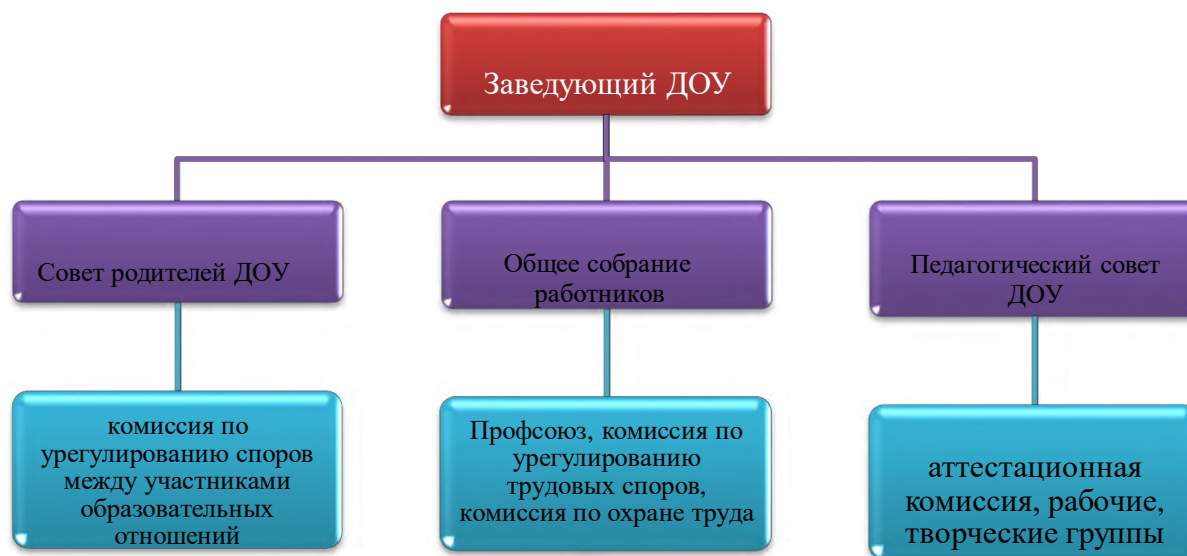 Заведующий ДОУ
Совет родителей ДОУ
Общее собрание
работников
Педагогический совет
ДОУ
комиссия по
урегулированию споров
между участниками
образовательных
отношений
Профсоюз, комиссия по
урегулированию
трудовых споров,
комиссия по охране труда
аттестационная
комиссия, рабочие,
творческие группы